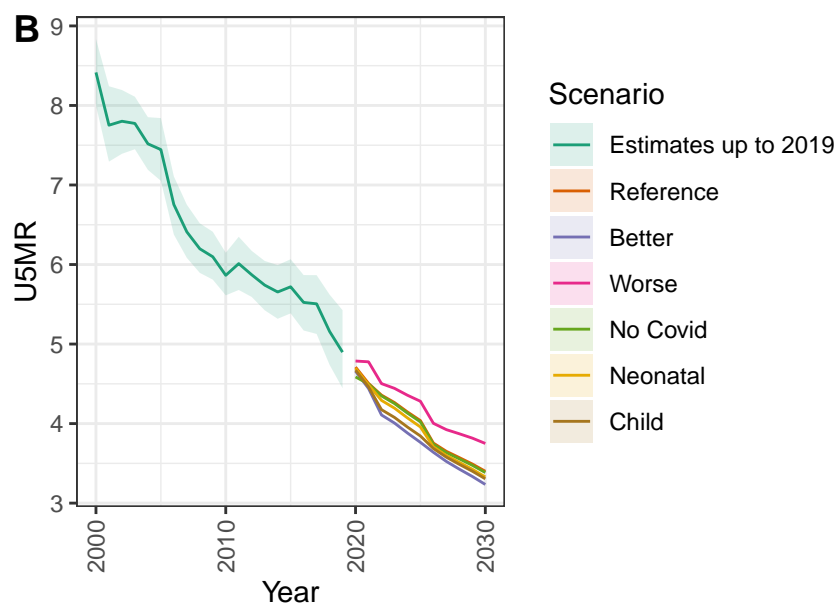 B
9
8
7
6
5
4
3
U5MR
2000
2010
2020
2030
Year
Scenario
Estimates up to 2019
Reference
Better
Worse
No Covid
Neonatal
Child